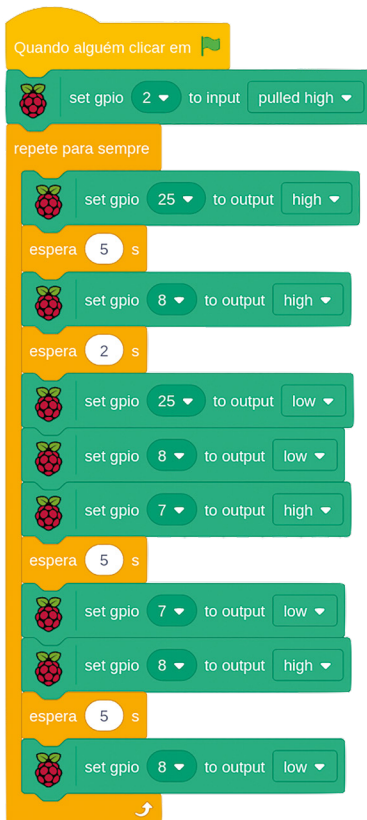 Quando alguém clicar em
set gpio 2 to input pulled high
repete para sempre
set gpio 25 to output high
espera 5 s
set gpio 8 to output high
espera 2 s
set gpio 25 to output low
set gpio 8 to output low
set gpio 7 to output high
espera 5 s
set gpio 7 to output low
set gpio 8 to output high
espera 5 s
set gpio 8 to output low